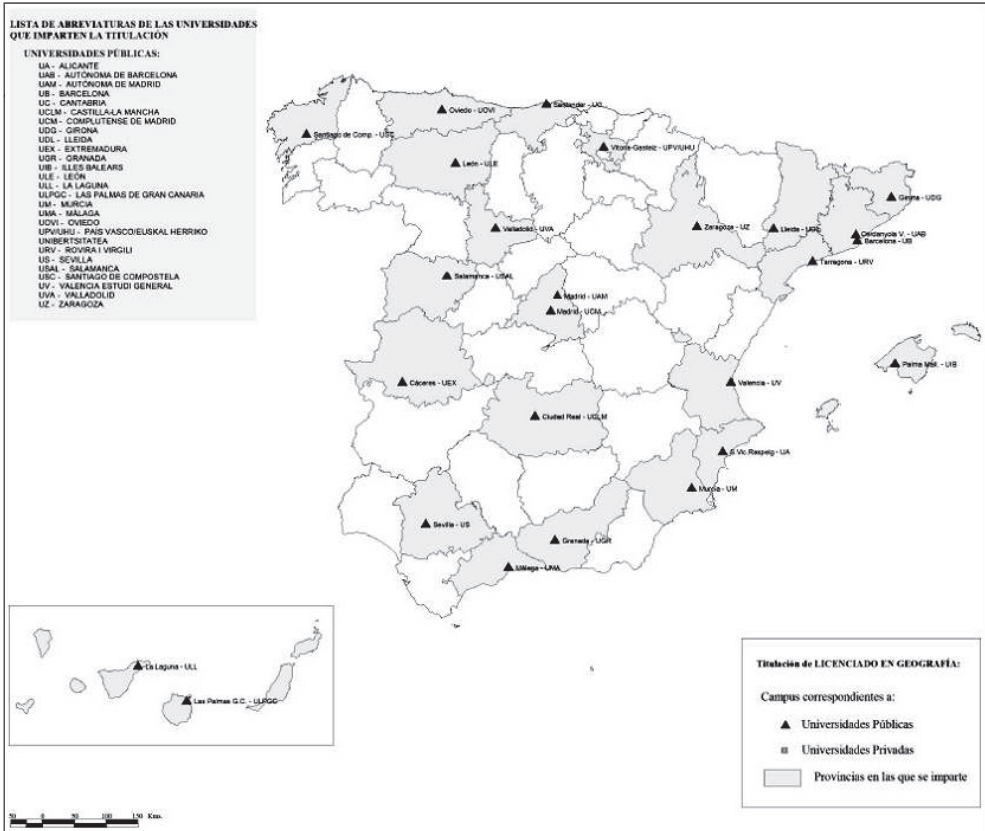 LISTA DE ABREVIATURAS DE LAS UNIVERSIDADES
QUE IMPARTEN LA TITULACIÓN
UNIVERSIDADES PÚBLICAS:
UA - ALICANTE
UAB - AUTÓNOMA DE BARCELONA
UAM - AUTÓNOMA DE MADRID
UB - BARCELONA
UC - CANTABRIA
UCLM - CASTILLA-LA MANCHA
UCM - COMPLUTENSE DE MADRID
UDG - GIRONA
UDL - LLEIDA
UEX - EXTREMADURA
UGR - GRANADA
UIB - ILLES BALEARS
ULE - LEÓN
ULL - LA LAGUNA
ULPGC - LAS PALMAS DE GRAN CANARIA
UM - MURCIA
UMA - MÁLAGA
UOVI - OVIEDO
UPV/UHU - PAÍS VASCO/EUSKAL HERRIKO
UNIBERTSITATEA
URV - ROVIRA I VIRGILI
US - SEVILLA
USAL - SALAMANCA
USC - SANTIAGO DE COMPOSTELA
UV - VALENCIA ESTUDI GENERAL
UVA - VALLADOLID
UZ - ZARAGOZA
Santander - UC
Oviedo - UOVI
Santiago de Comp. - USC
Vitoria-Gasteiz - UPV/UHU
León - ULE
Girona - UDG
Valladolid - UVA
Zaragoza - UZ
Lleida - UDL
Cerdanyola V. - UAB
Barcelona - UB
Tarragona - URV
Salamanca - USAL
Madrid - UAM
Madrid - UCM
Palma Mall. - UIB
Cáceres - UEX
Valencia - UV
Ciudad Real - UCLM
S.Vic.Raspeig - UA
Murcia - UM
Sevilla - US
Granada - UGR
Málaga - UMA
La Laguna - ULL
Las Palmas G.C. - ULPGC
Titulación de LICENCIADO EN GEOGRAFÍA:
Campus correspondientes a:
Universidades Públicas
Universidades Privadas
Provincias en las que se imparte
50 0 50 100 150 Kms.